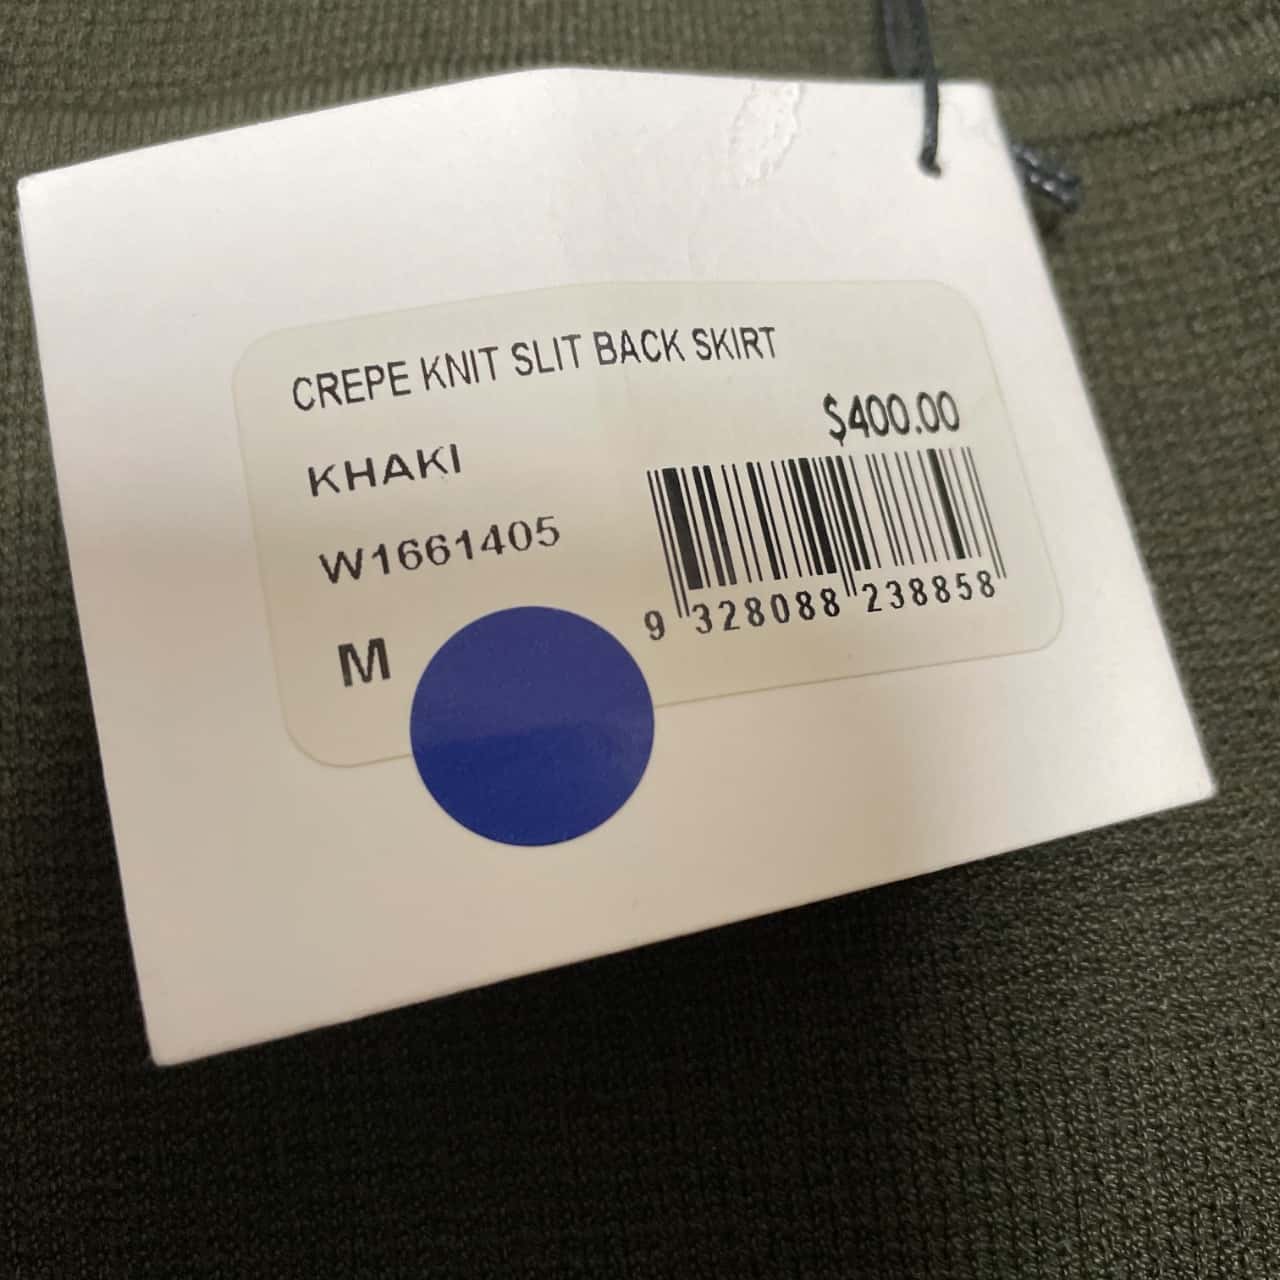 CREPE KNIT SLIT BACK SKIRT
$400.00
KHAKI
W1661405
M
9 328088 238858